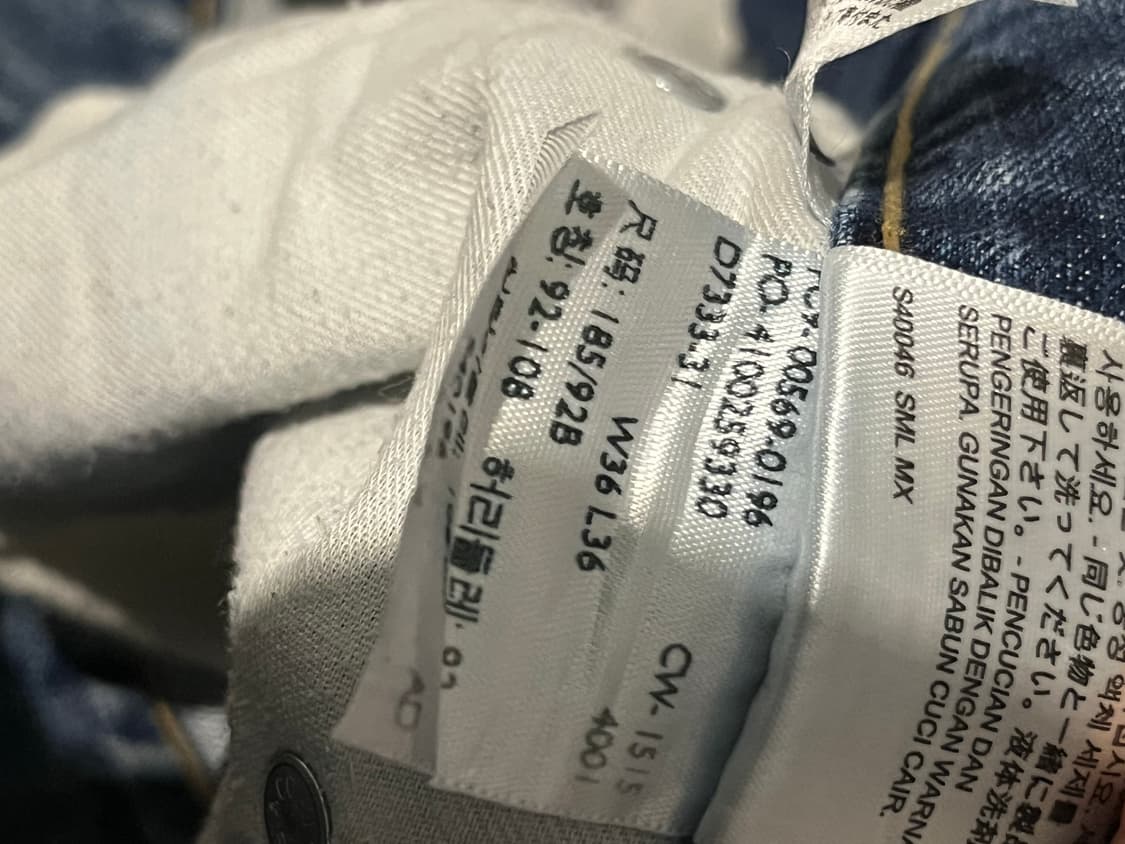 00569-0196
PO. 4100259330
D7333.31
W36 L36
尺码: 185/92B
호칭: 92-108 허리둘레:
CW-1515
4001
S40046 SML MX
SERUPA. GUNAKAN SABUN CUCI CAIR.
PENGERINGAN DIBALIK DENGAN WARN
ご使用下さい。 - PENCUCIAN DAN
裏返して洗ってください。 液体洗剤
사용하세요. - 同じ色物と一緒に